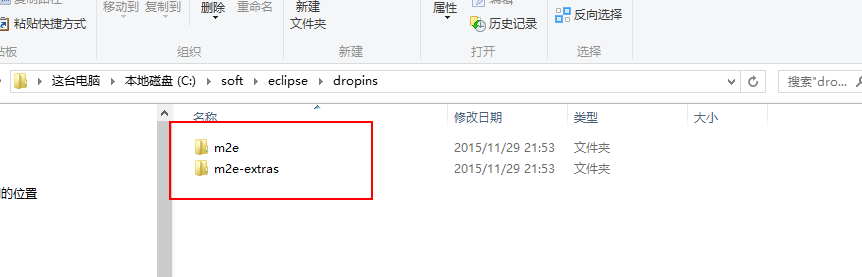 移动到 复制到 删除 重命名 新建 属性 编辑
粘贴快捷方式 文件夹 历史记录 反向选择
组织 新建 打开 选择
这台电脑 本地磁盘 (C:) soft eclipse dropins 搜索"dro...
名称 修改日期 类型 大小
m2e 2015/11/29 21:53 文件夹
m2e-extras 2015/11/29 21:53 文件夹
的位置